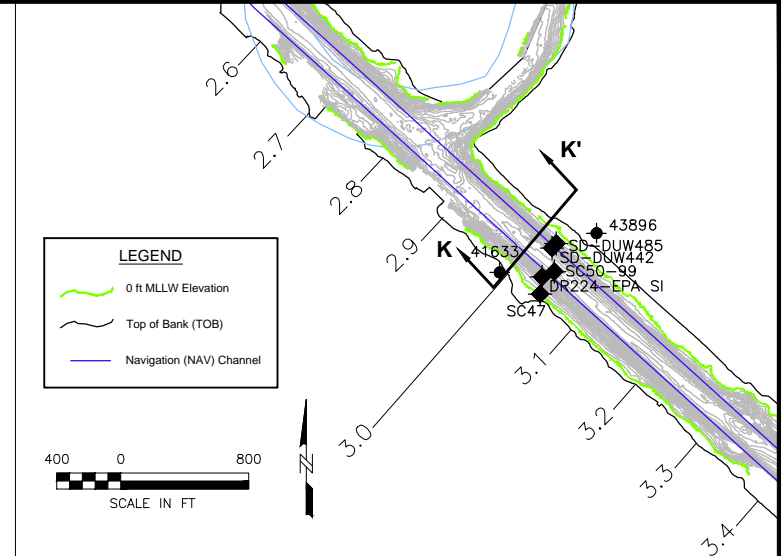 2.6
2.7
2.8
2.9
K'
43896
SD-DUW485
SD-DUW442
K
41633
SC50-99
DR224-EPA SI
SC47
LEGEND
0 ft MLLW Elevation
Top of Bank (TOB)
Navigation (NAV) Channel
3.0
3.1
3.2
3.3
3.4
400 0 800
SCALE IN FT
N